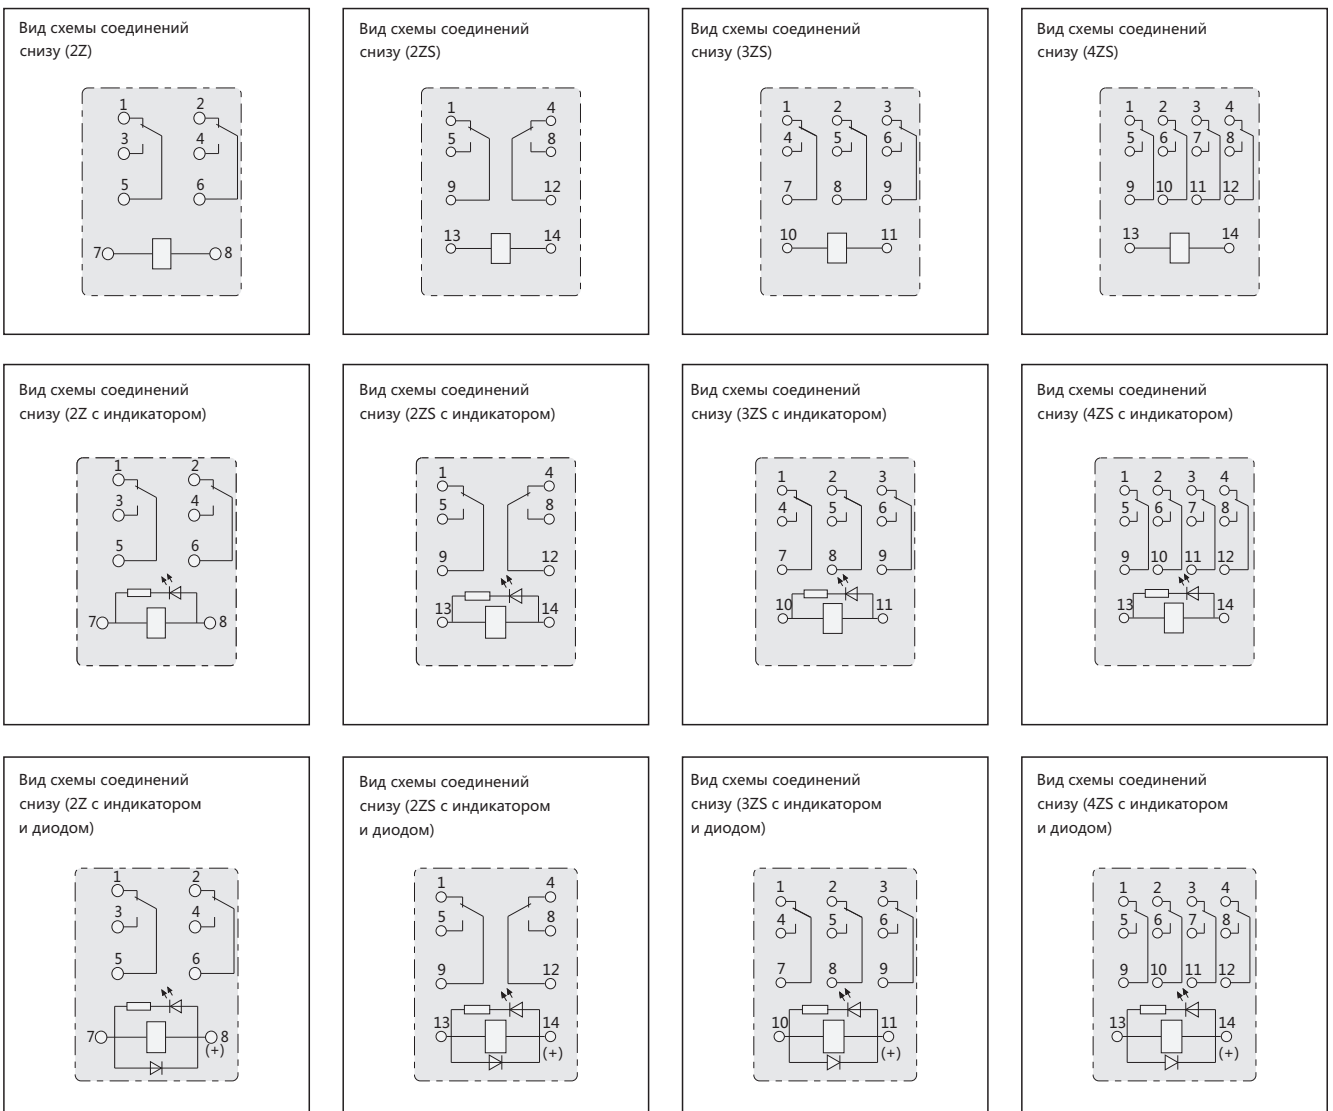 Вид схемы соединений
снизу (2Z)
1 2
3 4
5 6
7 8
Вид схемы соединений
снизу (2ZS)
1 4
5 8
9 12
13 14
Вид схемы соединений
снизу (3ZS)
1 2 3
4 5 6
7 8 9
10 11
Вид схемы соединений
снизу (4ZS)
1 2 3 4
5 6 7 8
9 10 11 12
13 14
Вид схемы соединений
снизу (2Z с индикатором)
1 2
3 4
5 6
7 8
Вид схемы соединений
снизу (2ZS с индикатором)
1 4
5 8
9 12
13 14
Вид схемы соединений
снизу (3ZS с индикатором)
1 2 3
4 5 6
7 8 9
10 11
Вид схемы соединений
снизу (4ZS с индикатором)
1 2 3 4
5 6 7 8
9 10 11 12
13 14
Вид схемы соединений
снизу (2Z с индикатором
и диодом)
1 2
3 4
5 6
7 8
(+)
Вид схемы соединений
снизу (2ZS с индикатором
и диодом)
1 4
5 8
9 12
13 14
(+)
Вид схемы соединений
снизу (3ZS с индикатором
и диодом)
1 2 3
4 5 6
7 8 9
10 11
(+)
Вид схемы соединений
снизу (4ZS с индикатором
и диодом)
1 2 3 4
5 6 7 8
9 10 11 12
13 14
(+)